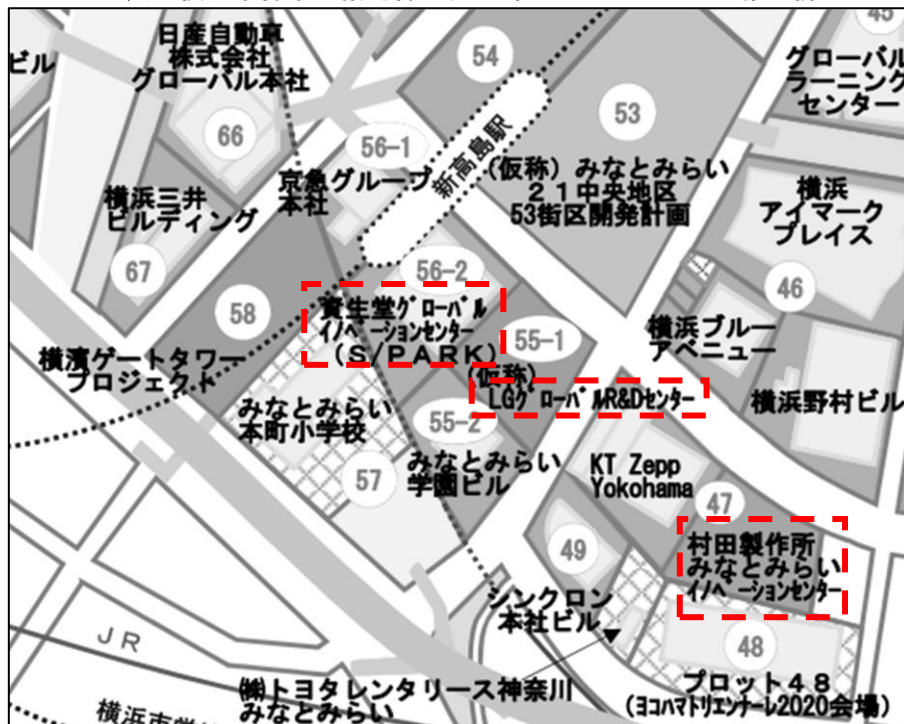 45
日産自動車
株式会社
グローバル本社
ビル
54
グローバル
ラーニング
センター
66
53
56-1
新高島駅
京急グループ
本社
(仮称)みなとみらい
21中央地区
53街区開発計画
横浜三井
ビルディング
横浜
アイマーク
プレイス
67
58
56-2
46
資生堂グローバル
イノベーションセンター
(S/PARK)
55-1
横浜ブルー
アベニュー
横濱ゲートタワー
プロジェクト
(仮称)
LGグローバルR&Dセンター
横浜野村ビル
みなとみらい
本町小学校
55-2
みなとみらい
学園ビル
57
KT Zepp
Yokohama
47
49
村田製作所
みなとみらい
イノベーションセンター
シンクロン
本社ビル
48
JR
㈱トヨタレンタリース神奈川
みなとみらい
プロット48
(ヨコハマトリエンナーレ2020会場)